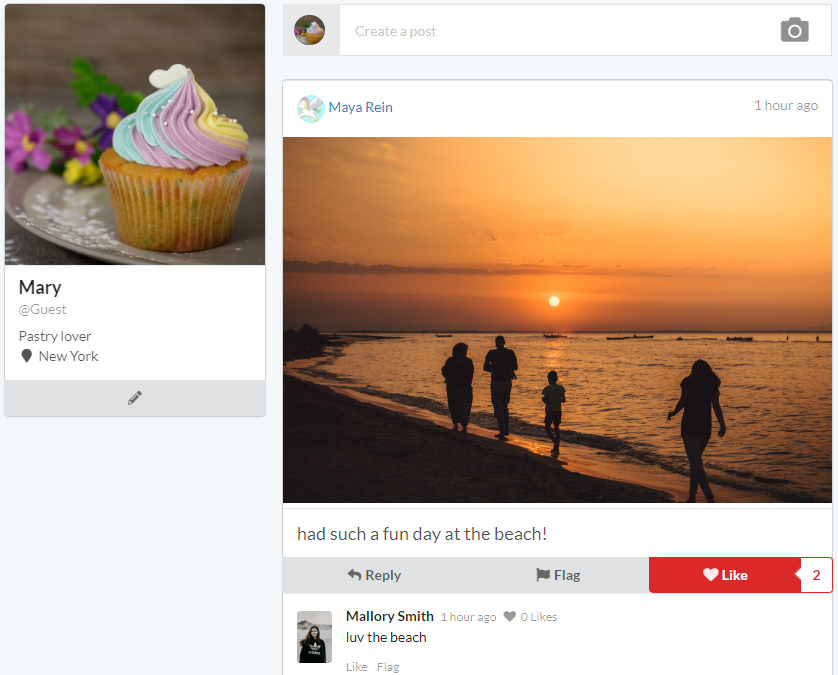 Mary
@Guest
Pastry lover
New York
Create a post
Maya Rein
1 hour ago
had such a fun day at the beach!
Reply
Flag
Like
2
Mallory Smith 1 hour ago 0 Likes
luv the beach
Like Flag